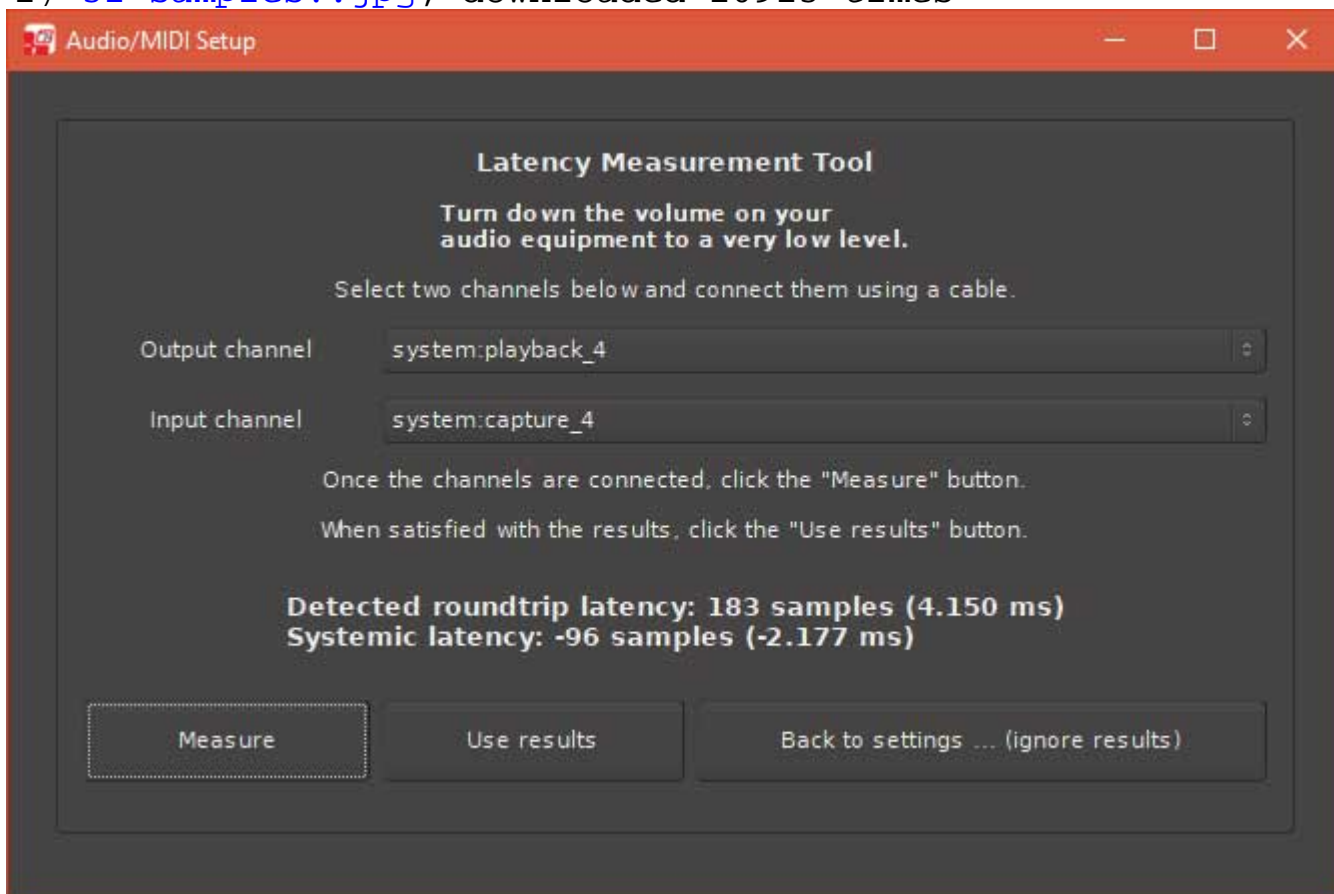 Audio/MIDI Setup
Latency Measurement Tool
Turn down the volume on your
audio equipment to a very low level.
Select two channels below and connect them using a cable.
Output channel system:playback_4
Input channel system:capture_4
Once the channels are connected, click the "Measure" button.
When satisfied with the results, click the "Use results" button.
Detected roundtrip latency: 183 samples (4.150 ms)
Systemic latency: -96 samples (-2.177 ms)
Measure Use results Back to settings ... (ignore results)